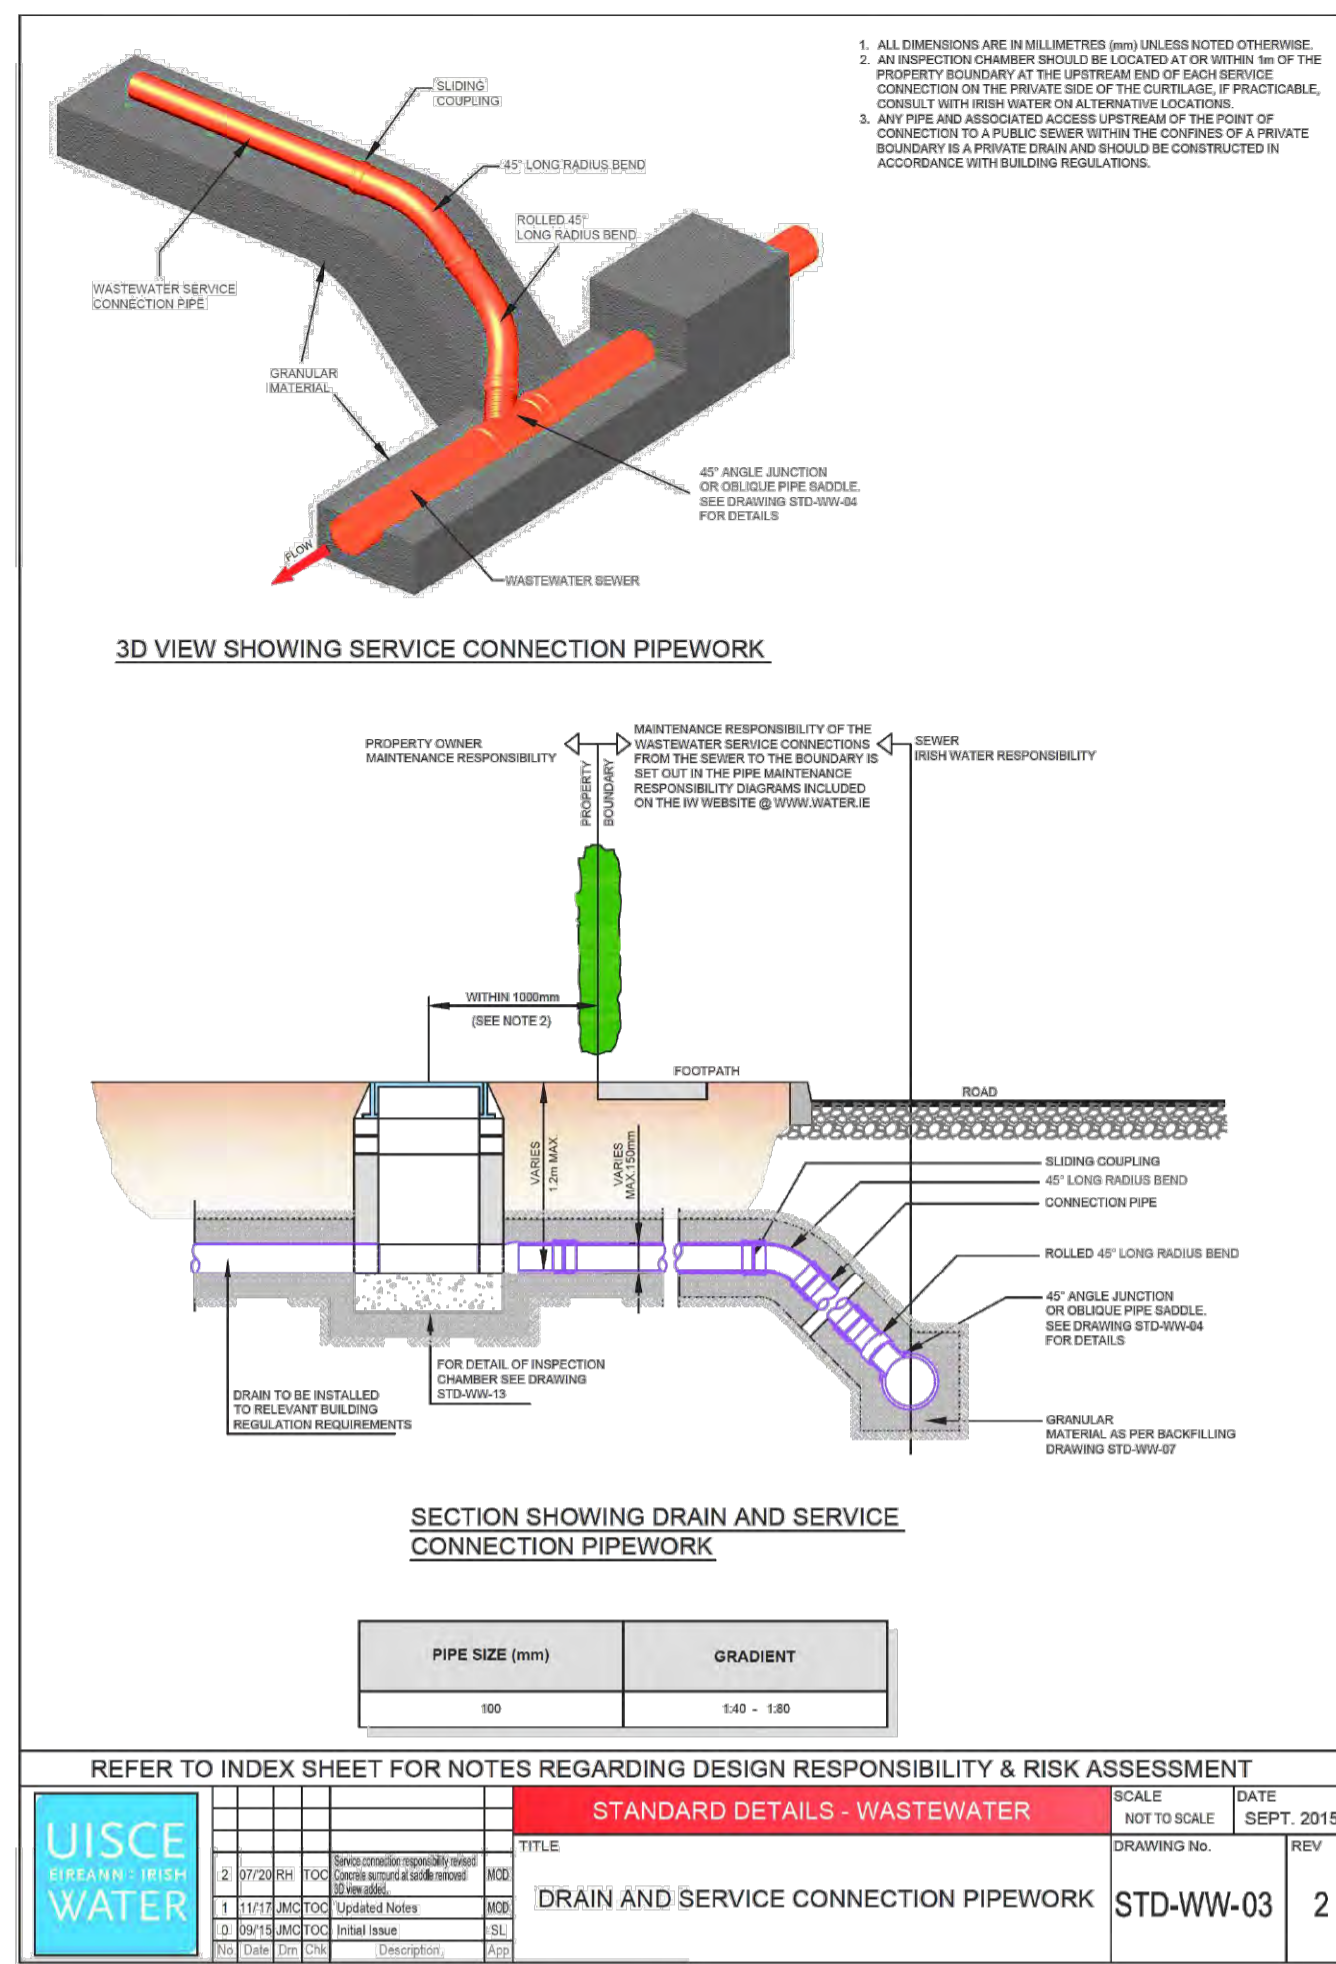 1. ALL DIMENSIONS ARE IN MILLIMETRES (mm) UNLESS NOTED OTHERWISE.
2. AN INSPECTION CHAMBER SHOULD BE LOCATED AT OR WITHIN 1m OF THE
PROPERTY BOUNDARY AT THE UPSTREAM END OF EACH SERVICE
CONNECTION ON THE PRIVATE SIDE OF THE CURTILAGE, IF PRACTICABLE,
CONSULT WITH IRISH WATER ON ALTERNATIVE LOCATIONS.
3. ANY PIPE AND ASSOCIATED ACCESS UPSTREAM OF THE POINT OF
CONNECTION TO A PUBLIC SEWER WITHIN THE CONFINES OF A PRIVATE
BOUNDARY IS A PRIVATE DRAIN AND SHOULD BE CONSTRUCTED IN
ACCORDANCE WITH BUILDING REGULATIONS.
SLIDING
COUPLING
45° LONG RADIUS BEND
ROLLED 45°
LONG RADIUS BEND
WASTEWATER SERVICE
CONNECTION PIPE
GRANULAR
MATERIAL
45° ANGLE JUNCTION
OR OBLIQUE PIPE SADDLE.
SEE DRAWING STD-WW-04
FOR DETAILS
FLOW
WASTEWATER SEWER
3D VIEW SHOWING SERVICE CONNECTION PIPEWORK
PROPERTY OWNER
MAINTENANCE RESPONSIBILITY
PROPERTY
BOUNDARY
MAINTENANCE RESPONSIBILITY OF THE
WASTEWATER SERVICE CONNECTIONS
FROM THE SEWER TO THE BOUNDARY IS
SET OUT IN THE PIPE MAINTENANCE
RESPONSIBILITY DIAGRAMS INCLUDED
ON THE IW WEBSITE @ WWW.WATER.IE
SEWER
IRISH WATER RESPONSIBILITY
WITHIN 1000mm
(SEE NOTE 2)
FOOTPATH
ROAD
VARIES
1.2m MAX.
VARIES
MAX.150mm
SLIDING COUPLING
45° LONG RADIUS BEND
CONNECTION PIPE
ROLLED 45° LONG RADIUS BEND
45° ANGLE JUNCTION
OR OBLIQUE PIPE SADDLE.
SEE DRAWING STD-WW-04
FOR DETAILS
GRANULAR
MATERIAL AS PER BACKFILLING
DRAWING STD-WW-07
FOR DETAIL OF INSPECTION
CHAMBER SEE DRAWING
STD-WW-13
DRAIN TO BE INSTALLED
TO RELEVANT BUILDING
REGULATION REQUIREMENTS
SECTION SHOWING DRAIN AND SERVICE
CONNECTION PIPEWORK
PIPE SIZE (mm) GRADIENT
100 1:40 - 1:80
REFER TO INDEX SHEET FOR NOTES REGARDING DESIGN RESPONSIBILITY & RISK ASSESSMENT
UISCE
EIREANN : IRISH
WATER
2 07/'20 RH TOC Service connection responsibility revised. Concrete surround at saddle removed 3D view added. MOD
1 11/'17 JMC TOC Updated Notes MOD
0 09/'15 JMC TOC Initial Issue SL
No. Date Drn Chk Description. App
STANDARD DETAILS - WASTEWATER
TITLE
DRAIN AND SERVICE CONNECTION PIPEWORK
SCALE
NOT TO SCALE
DATE
SEPT. 2015
DRAWING No.
STD-WW-03
REV
2